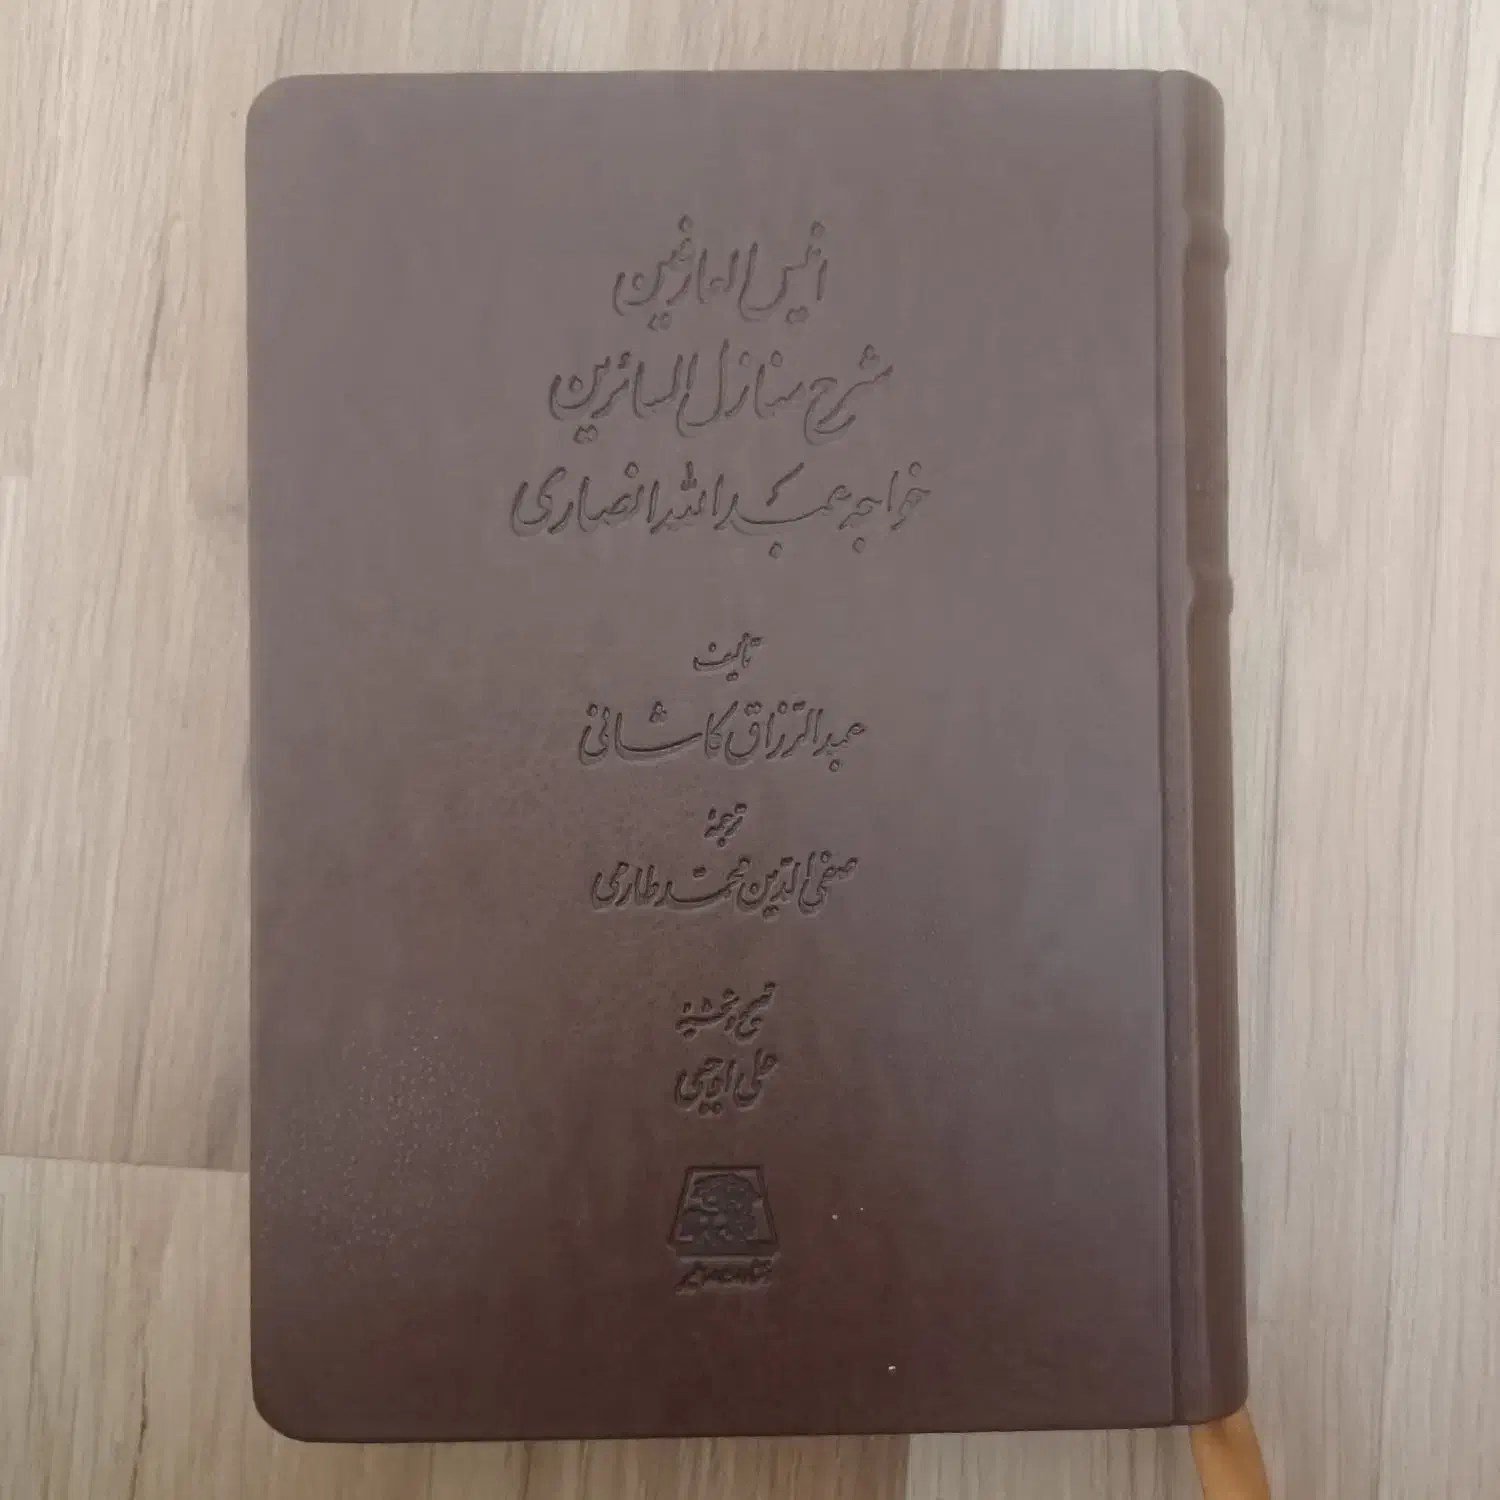 انیس العارفین
شرح منازل السائرین
خواجه عبدالله انصاری
تألیف
عبدالرزاق کاشانی
ترجمهٔ
صفی‌الدین محمد طارمی
تصحیح و تحشیه
علی اوجبی